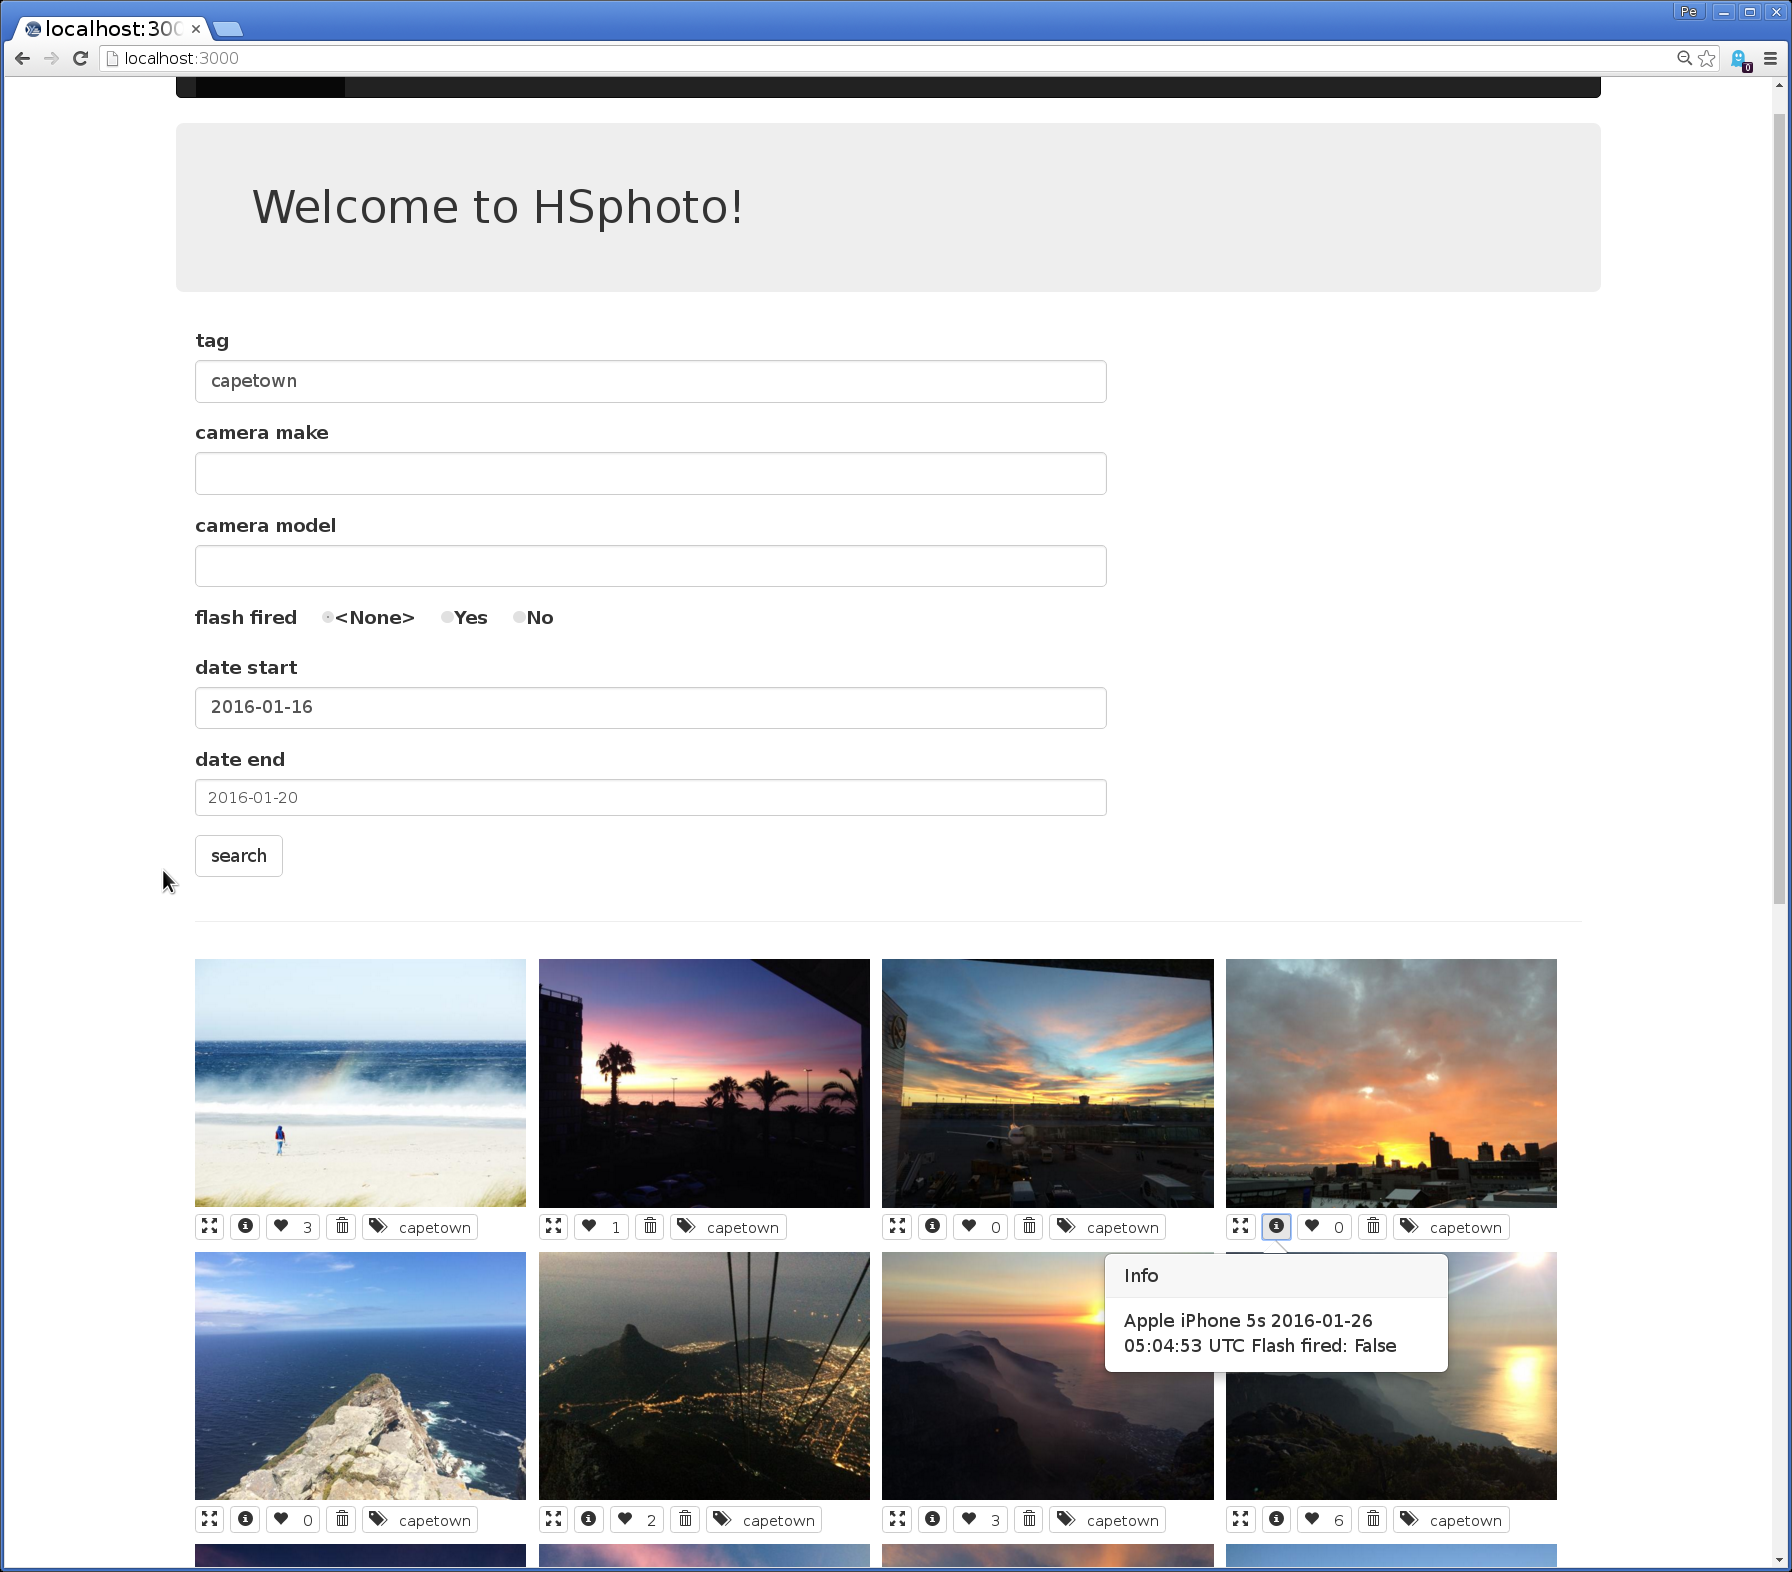 Pe
localhost:300
localhost:3000
0
Welcome to HSphoto!
tag
capetown
camera make
camera model
flash fired <None> Yes No
date start
2016-01-16
date end
2016-01-20
search
3 capetown
1 capetown
0 capetown
0 capetown
Info
Apple iPhone 5s 2016-01-26
05:04:53 UTC Flash fired: False
0 capetown
2 capetown
3 capetown
6 capetown